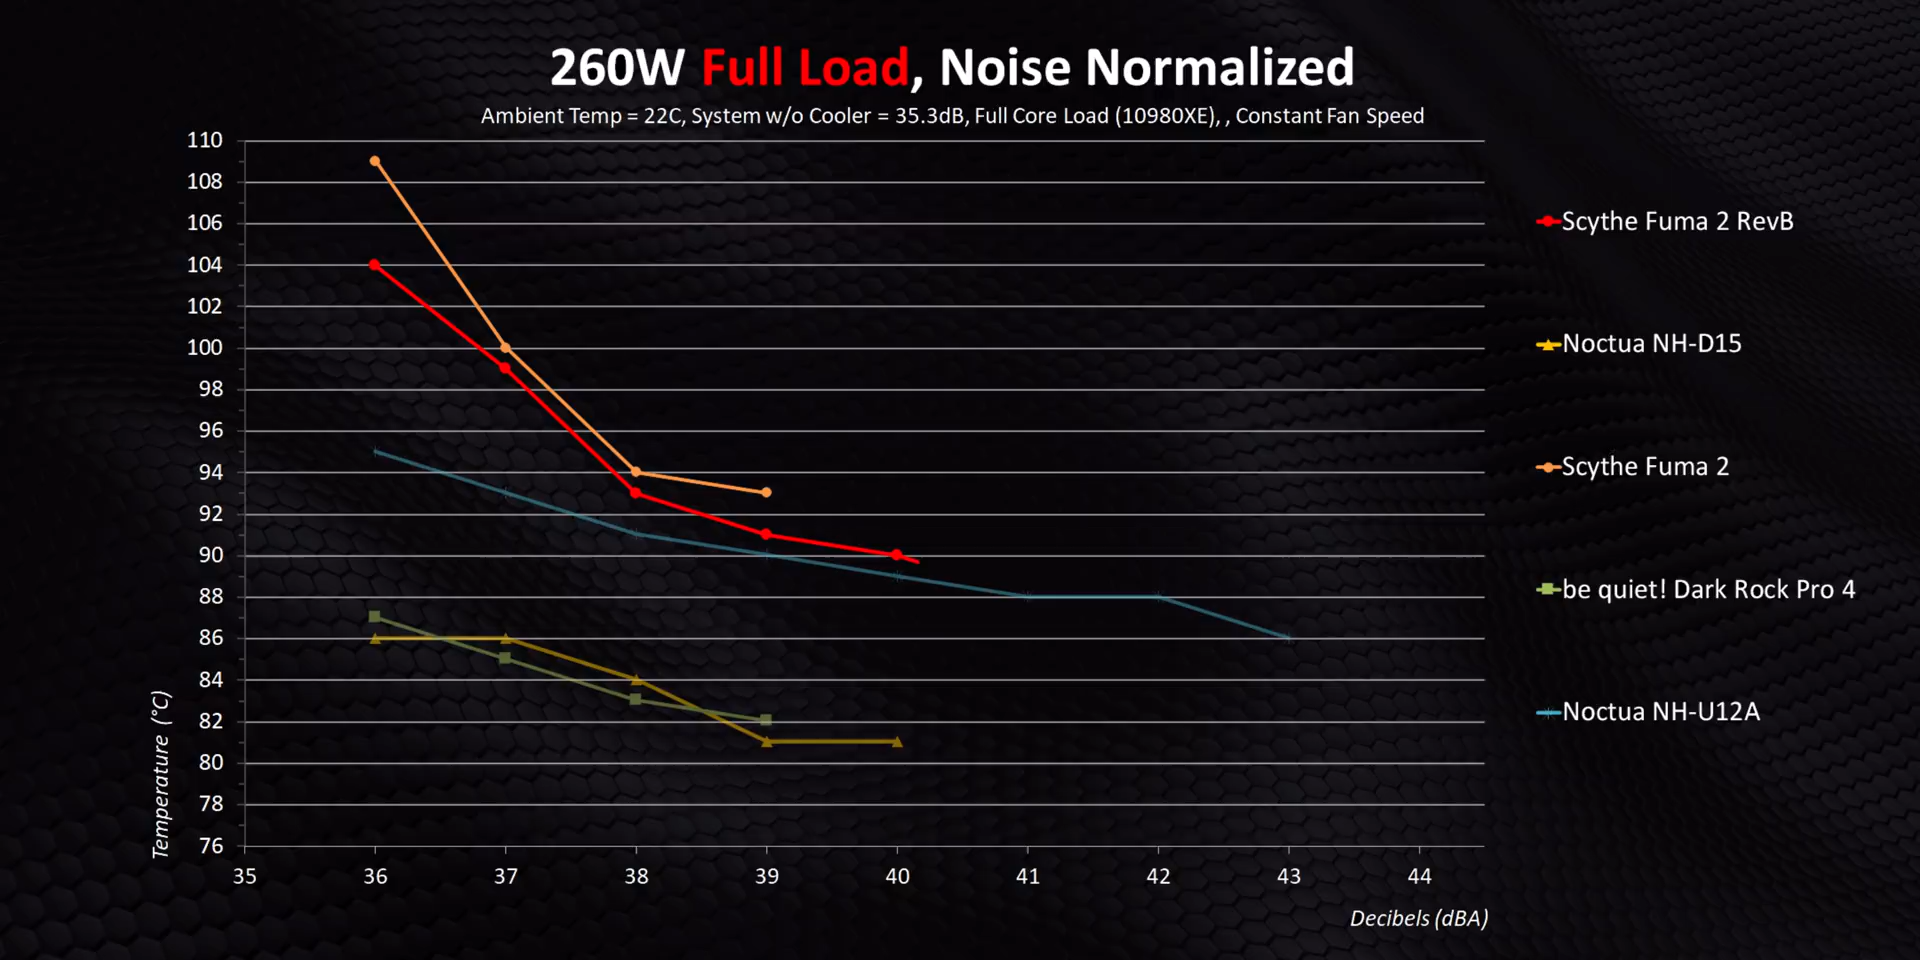 260W Full Load, Noise Normalized
Ambient Temp = 22C, System w/o Cooler = 35.3dB, Full Core Load (10980XE), , Constant Fan Speed
110
108
106
104
102
100
98
96
94
92
90
88
86
84
82
80
78
76
Temperature (°C)
35 36 37 38 39 40 41 42 43 44
Decibels (dBA)
Scythe Fuma 2 RevB
Noctua NH-D15
Scythe Fuma 2
be quiet! Dark Rock Pro 4
Noctua NH-U12A